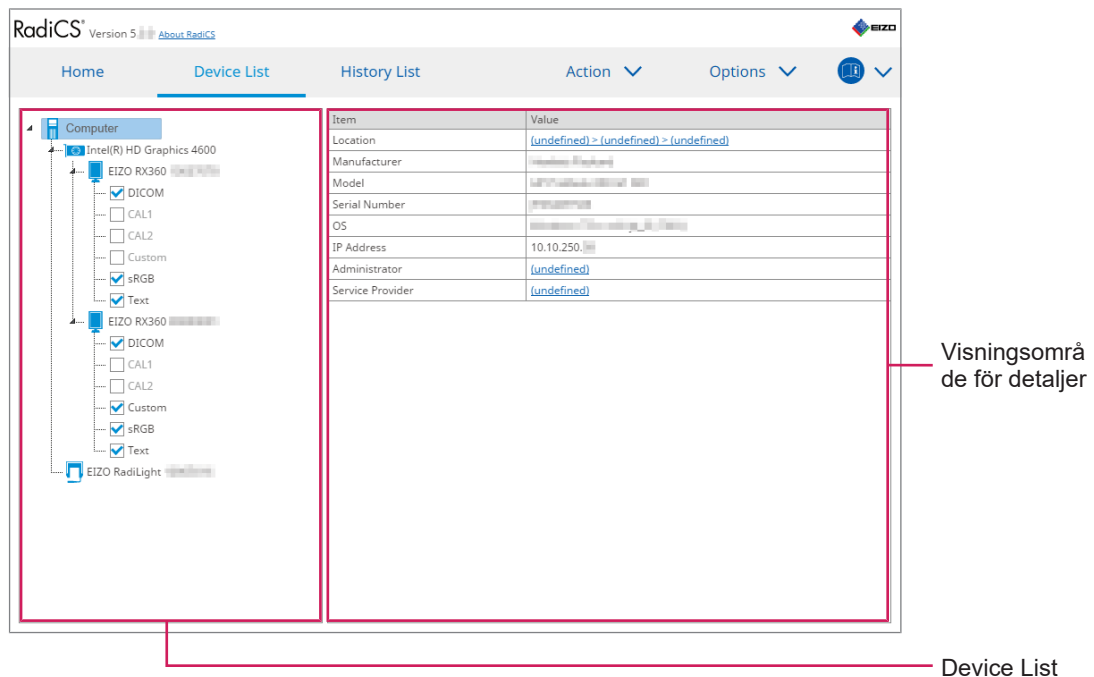 RadiCS® Version 5. About RadiCS
EIZO
Home Device List History List Action Options
Computer
Intel(R) HD Graphics 4600
EIZO RX360
DICOM
CAL1
CAL2
Custom
sRGB
Text
EIZO RX360
DICOM
CAL1
CAL2
Custom
sRGB
Text
EIZO RadiLight
Item Value
Location (undefined) > (undefined) > (undefined)
Manufacturer
Model
Serial Number
OS
IP Address 10.10.250.
Administrator (undefined)
Service Provider (undefined)
Visningsområ
de för detaljer
Device List